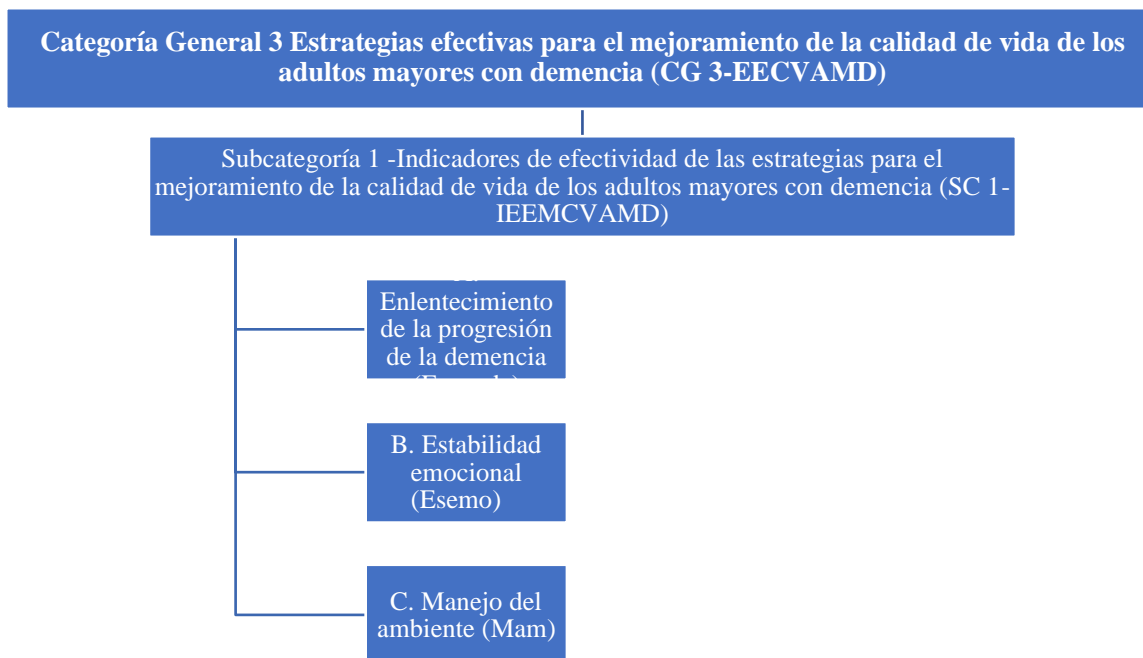 Categoría General 3 Estrategias efectivas para el mejoramiento de la calidad de vida de los
adultos mayores con demencia (CG 3-EECVAMD)
Subcategoría 1 -Indicadores de efectividad de las estrategias para el
mejoramiento de la calidad de vida de los adultos mayores con demencia (SC 1-
IEEMCVAMD)
Enlentecimiento
de la progresión
de la demencia
B. Estabilidad
emocional
(Esemo)
C. Manejo del
ambiente (Mam)